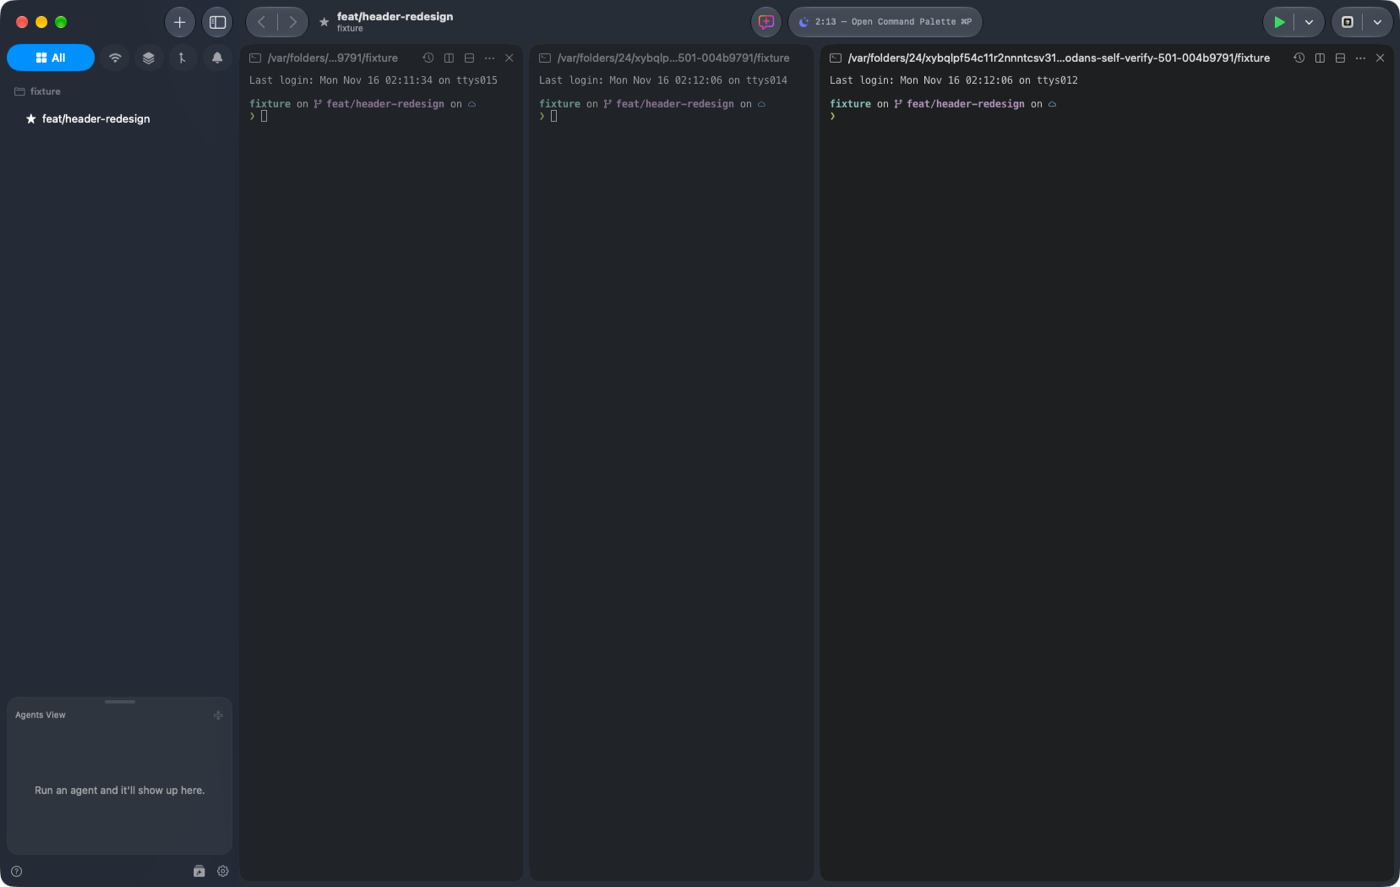 feat/header-redesign
fixture
2:13 — Open Command Palette ⌘P
All
fixture
feat/header-redesign
/var/folders/...9791/fixture
Last login: Mon Nov 16 02:11:34 on ttys015
fixture on feat/header-redesign on
❯
/var/folders/24/xybqlp...501-004b9791/fixture
Last login: Mon Nov 16 02:12:06 on ttys014
fixture on feat/header-redesign on
❯
/var/folders/24/xybqlpf54c11r2nnntcsv31...odans-self-verify-501-004b9791/fixture
Last login: Mon Nov 16 02:12:06 on ttys012
fixture on feat/header-redesign on
❯
Agents View
Run an agent and it'll show up here.